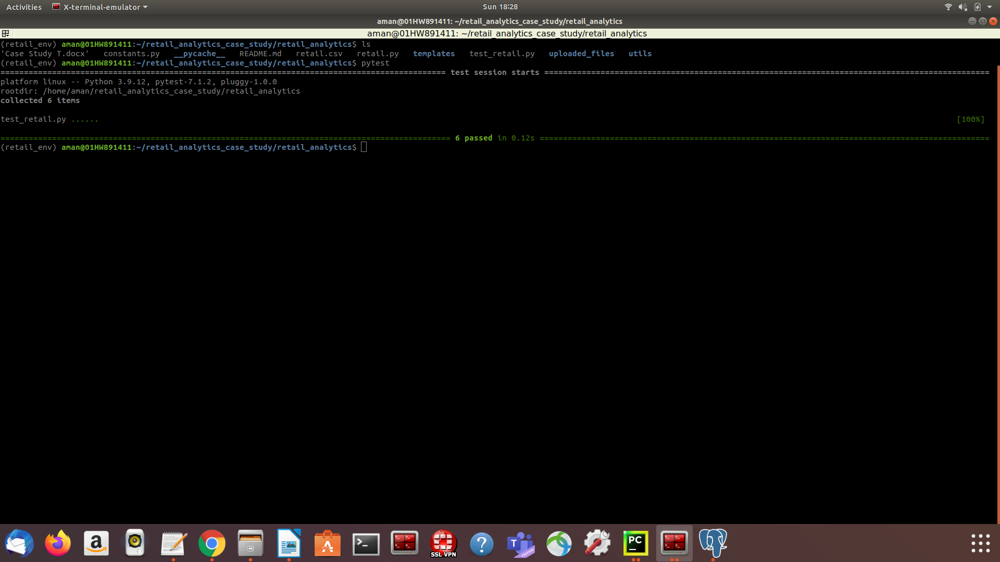 Activities X-terminal-emulator Sun 18:28
aman@01HW891411: ~/retail_analytics_case_study/retail_analytics
aman@01HW891411: ~/retail_analytics_case_study/retail_analytics
(retail_env) aman@01HW891411:~/retail_analytics_case_study/retail_analytics$ ls
'Case Study T.docx' constants.py __pycache__ README.md retail.csv retail.py templates test_retail.py uploaded_files utils
(retail_env) aman@01HW891411:~/retail_analytics_case_study/retail_analytics$ pytest
=============================================================================================== test session starts ===============================================================================================
platform linux -- Python 3.9.12, pytest-7.1.2, pluggy-1.0.0
rootdir: /home/aman/retail_analytics_case_study/retail_analytics
collected 6 items
test_retail.py ...... [100%]
================================================================================================ 6 passed in 0.12s ================================================================================================
(retail_env) aman@01HW891411:~/retail_analytics_case_study/retail_analytics$
a >_ SSL VPN ? T PREVIEW PC